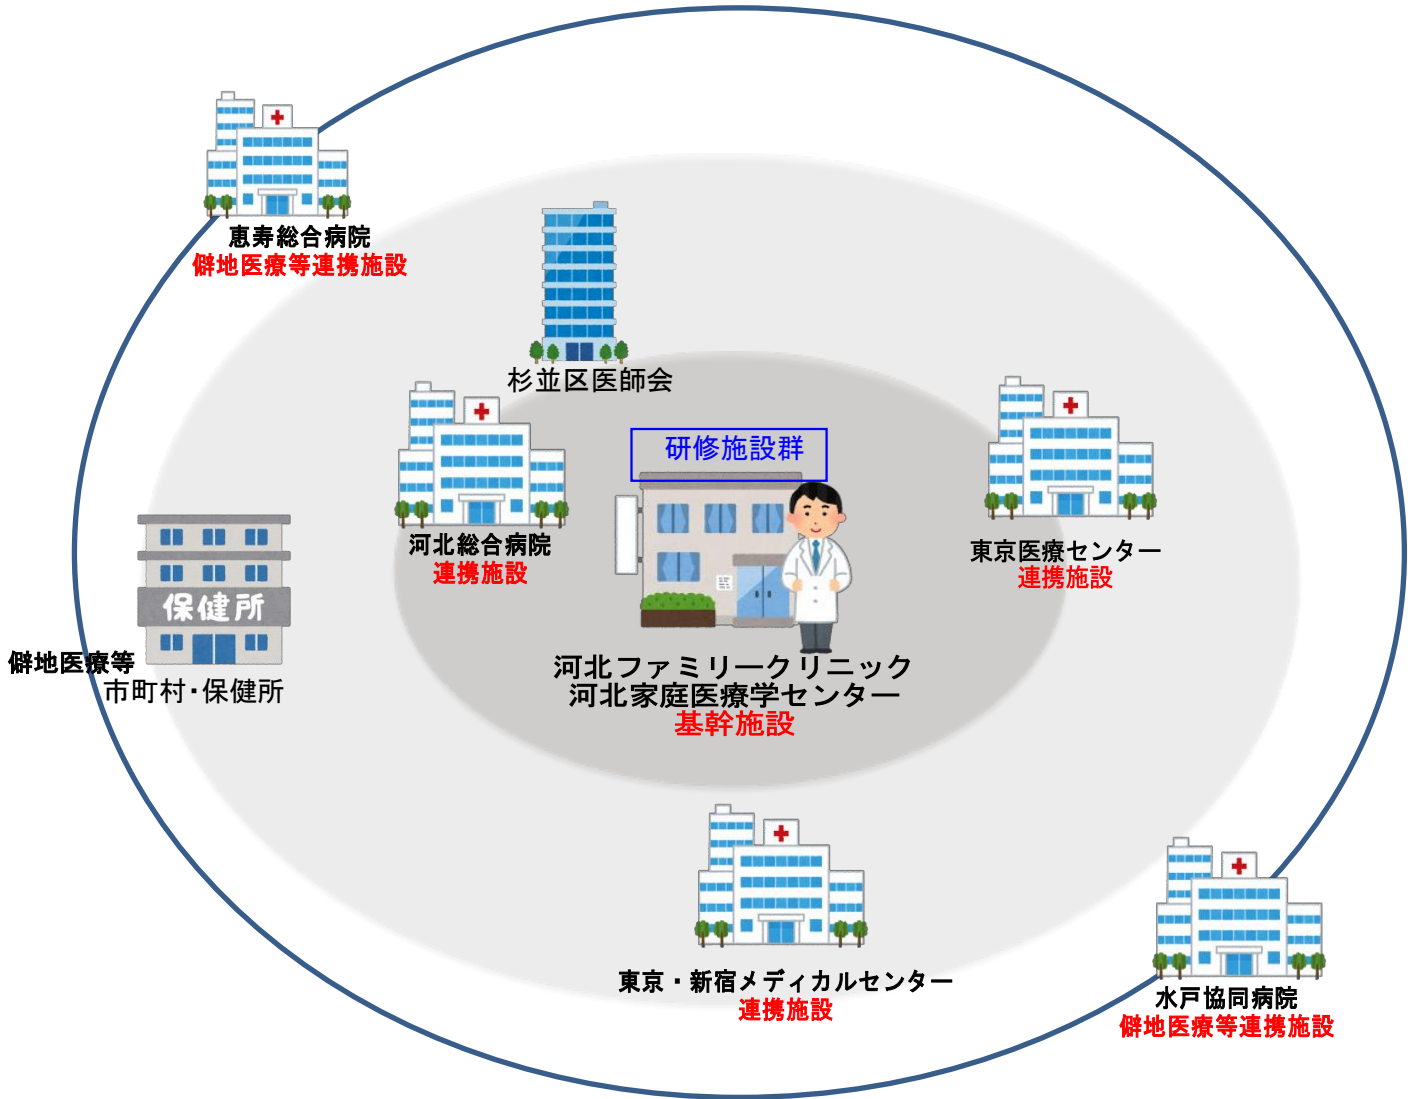 恵寿総合病院
僻地医療等連携施設
杉並区医師会
研修施設群
河北総合病院
連携施設
東京医療センター
連携施設
保健所
僻地医療等
市町村・保健所
河北ファミリークリニック
河北家庭医療学センター
基幹施設
東京・新宿メディカルセンター
連携施設
水戸協同病院
僻地医療等連携施設